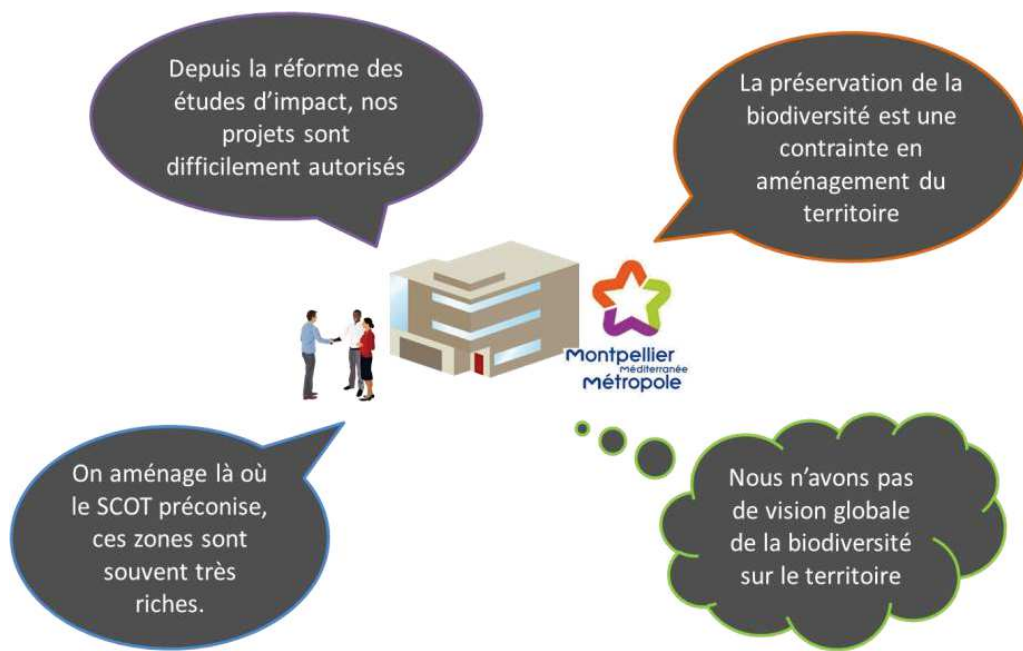 Depuis la réforme des
études d'impact, nos
projets sont
difficilement autorisés
La préservation de la
biodiversité est une
contrainte en
aménagement du
territoire
Montpellier
méditerranée
métropole
On aménage là où
le SCOT préconise,
ces zones sont
souvent très
riches.
Nous n'avons pas
de vision globale
de la biodiversité
sur le territoire